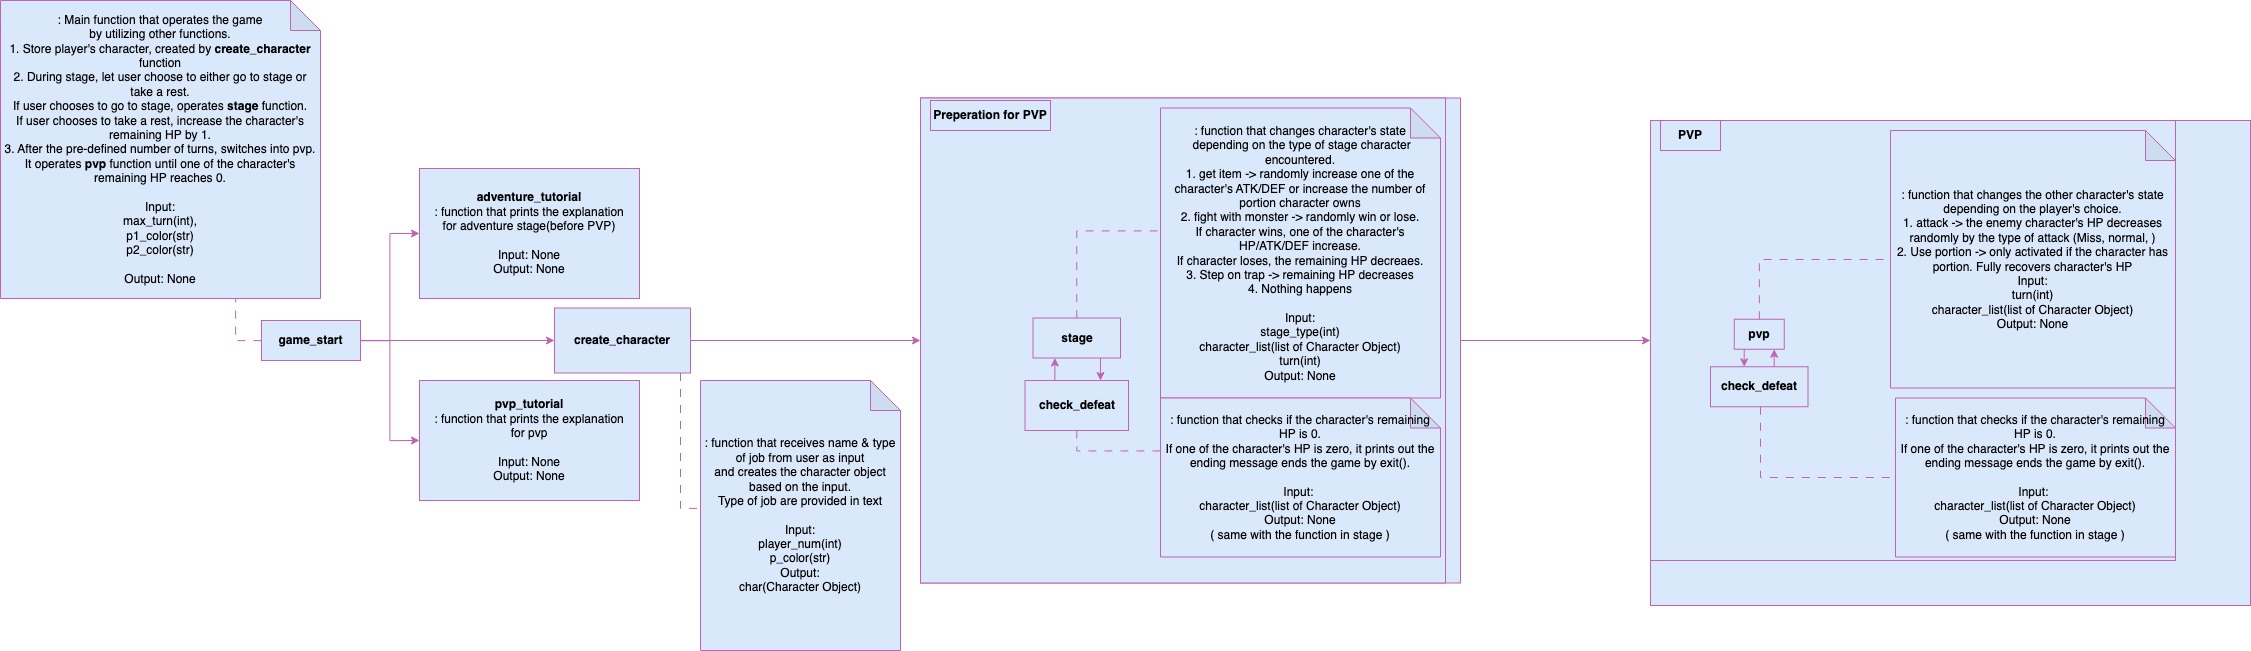 : Main function that operates the game
by utilizing other functions.
1. Store player's character, created by create_character
function
2. During stage, let user choose to either go to stage or
take a rest.
If user chooses to go to stage, operates stage function.
If user chooses to take a rest, increase the character's
remaining HP by 1.
3. After the pre-defined number of turns, switches into pvp.
It operates pvp function until one of the character's
remaining HP reaches 0.
Input:
max_turn(int),
p1_color(str)
p2_color(str)
Output: None
game_start
adventure_tutorial
: function that prints the explanation
for adventure stage(before PVP)
Input: None
Output: None
create_character
pvp_tutorial
: function that prints the explanation
for pvp
Input: None
Output: None
: function that receives name & type
of job from user as input
and creates the character object
based on the input.
Type of job are provided in text
Input:
player_num(int)
p_color(str)
Output:
char(Character Object)
Preperation for PVP
: function that changes character's state
depending on the type of stage character
encountered.
1. get item -> randomly increase one of the
character's ATK/DEF or increase the number of
portion character owns
2. fight with monster -> randomly win or lose.
If character wins, one of the character's
HP/ATK/DEF increase.
If character loses, the remaining HP decreaes.
3. Step on trap -> remaining HP decreases
4. Nothing happens
Input:
stage_type(int)
character_list(list of Character Object)
turn(int)
Output: None
stage
check_defeat
: function that checks if the character's remaining
HP is 0.
If one of the character's HP is zero, it prints out the
ending message ends the game by exit().
Input:
character_list(list of Character Object)
Output: None
( same with the function in stage )
PVP
: function that changes the other character's state
depending on the player's choice.
1. attack -> the enemy character's HP decreases
randomly by the type of attack (Miss, normal, )
2. Use portion -> only activated if the character has
portion. Fully recovers character's HP
Input:
turn(int)
character_list(list of Character Object)
Output: None
pvp
check_defeat
: function that checks if the character's remaining
HP is 0.
If one of the character's HP is zero, it prints out the
ending message ends the game by exit().
Input:
character_list(list of Character Object)
Output: None
( same with the function in stage )